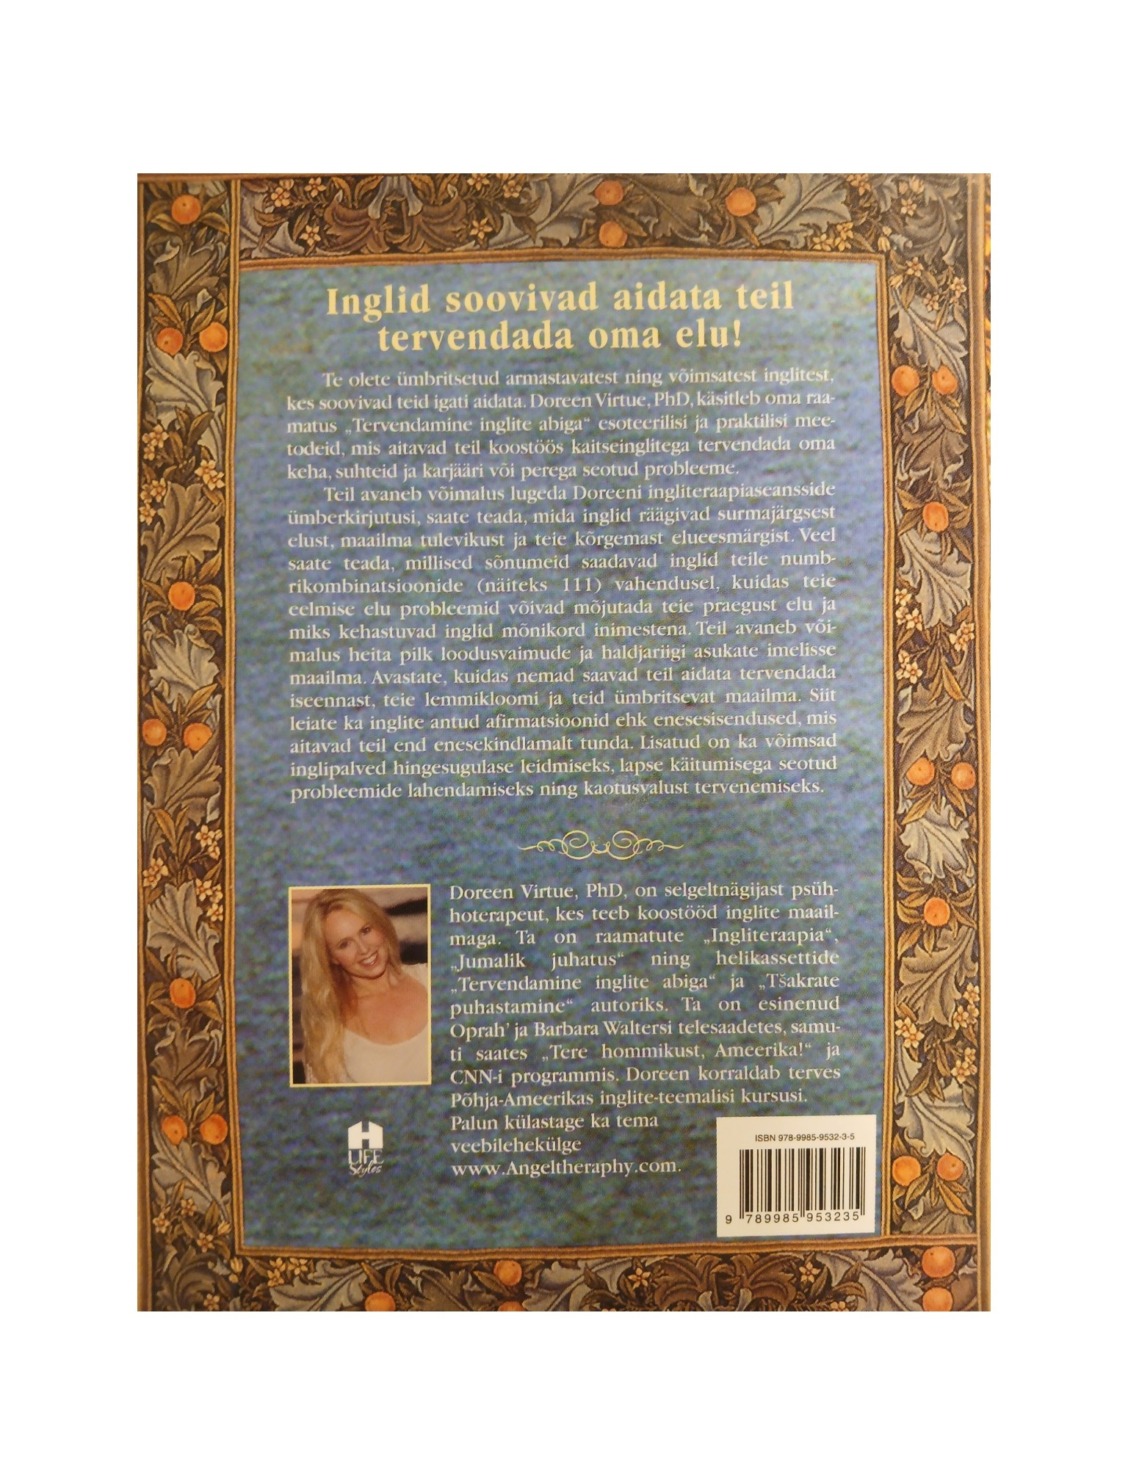 Inglid soovivad aidata teil
tervendada oma elu!
Te olete ümbritsetud armastavatest ning võimsatest inglitest,
kes soovivad teid igati aidata. Doreen Virtue, PhD, käsitleb oma raa-
matus „Tervendamine inglite abiga“ esoteerilisi ja praktilisi mee-
todeid, mis aitavad teil koostöös kaitseinglitega tervendada oma
keha, suhteid ja karjääri või perega seotud probleeme.
Teil avaneb võimalus lugeda Doreeni ingliteraapiaseansside
ümberkirjutusi, saate teada, mida inglid räägivad surmajärgsest
elust, maailma tulevikust ja teie kõrgemast elueesmärgist. Veel
saate teada, millised sõnumeid saadavad inglid teile numb-
rikombinatsioonide (näiteks 111) vahendusel, kuidas teie
eelmise elu probleemid võivad mõjutada teie praegust elu ja
miks kehastuvad inglid mõnikord inimestena. Teil avaneb või-
malus heita pilk loodusvaimude ja haldjariigi asukate imelisse
maailma. Avastate, kuidas nemad saavad teil aidata tervendada
iseennast, teie lemmikloomi ja teid ümbritsevat maailma. Siit
leiate ka inglite antud afirmatsioonid ehk enesesisendused, mis
aitavad teil end enesekindlamalt tunda. Lisatud on ka võimsad
inglipalved hingesugulase leidmiseks, lapse käitumisega seotud
probleemide lahendamiseks ning kaotusvalust tervenemiseks.
Doreen Virtue, PhD, on selgeltnägijast psüh-
hoterapeut, kes teeb koostööd inglite maail-
maga. Ta on raamatute „Ingliteraapia“,
„Jumalik juhatus“ ning helikassettide
„Tervendamine inglite abiga“ ja „Tšakrate
puhastamine“ autoriks. Ta on esinenud
Oprah’ ja Barbara Waltersi telesaadetes, samu-
ti saates „Tere hommikust, Ameerika!“ ja
CNN-i programmis. Doreen korraldab terves
Põhja-Ameerikas inglite-teemalisi kursusi.
Palun külastage ka tema
veebilehekülge
www.Angeltheraphy.com.
H
LIFE
Styles
ISBN 978-9985-9532-3-5
9 789985 953235